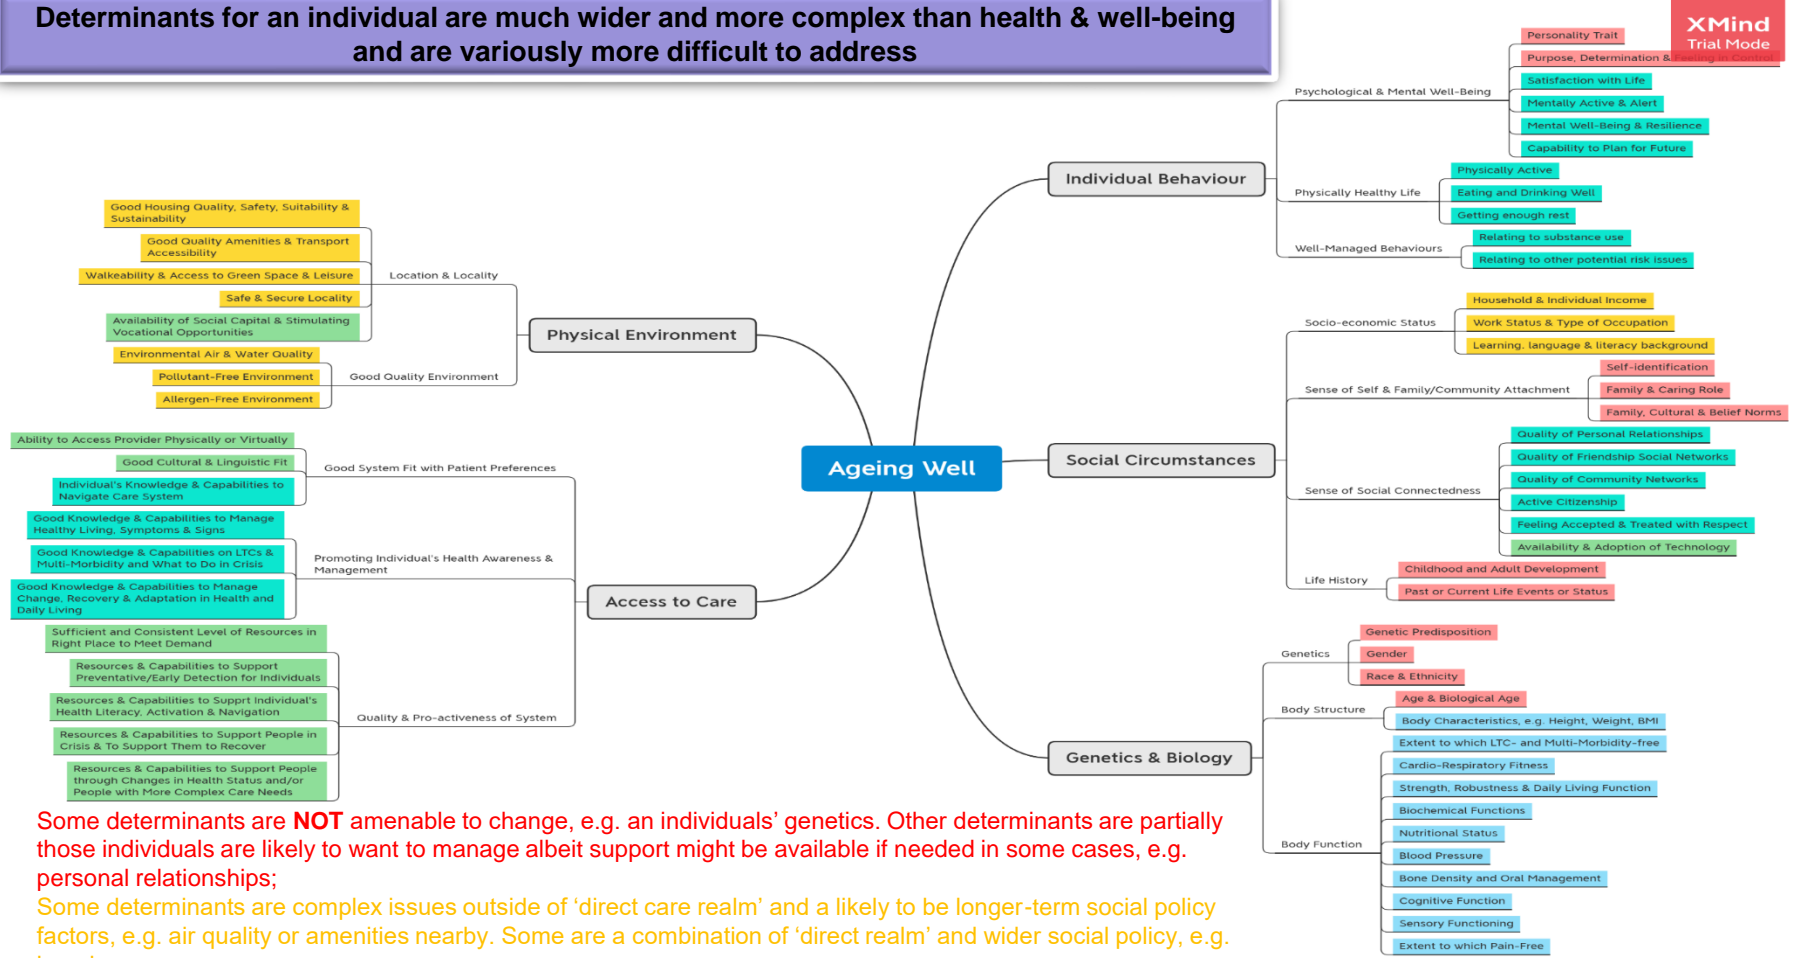 Determinants for an individual are much wider and more complex than health & well-being
and are variously more difficult to address
XMind
Trial Mode
Ageing Well
Individual Behaviour
Psychological & Mental Well-Being
Personality Trait
Purpose, Determination & Feeling in Control
Satisfaction with Life
Mentally Active & Alert
Mental Well-Being & Resilience
Capability to Plan for Future
Physically Healthy Life
Physically Active
Eating and Drinking Well
Getting enough rest
Well-Managed Behaviours
Relating to substance use
Relating to other potential risk issues
Social Circumstances
Socio-economic Status
Household & Individual Income
Work Status & Type of Occupation
Learning. language & literacy background
Sense of Self & Family/Community Attachment
Self-identification
Family & Caring Role
Family, Cultural & Belief Norms
Sense of Social Connectedness
Quality of Personal Relationships
Quality of Friendship Social Networks
Quality of Community Networks
Active Citizenship
Feeling Accepted & Treated with Respect
Availability & Adoption of Technology
Life History
Childhood and Adult Development
Past or Current Life Events or Status
Genetics & Biology
Genetics
Genetic Predisposition
Gender
Race & Ethnicity
Body Structure
Age & Biological Age
Body Characteristics, e.g. Height, Weight, BMI
Body Function
Extent to which LTC- and Multi-Morbidity-free
Cardio-Respiratory Fitness
Strength, Robustness & Daily Living Function
Biochemical Functions
Nutritional Status
Blood Pressure
Bone Density and Oral Management
Cognitive Function
Sensory Functioning
Extent to which Pain-Free
Physical Environment
Location & Locality
Good Housing Quality, Safety, Suitability &
Sustainability
Good Quality Amenities & Transport
Accessibility
Walkeability & Access to Green Space & Leisure
Safe & Secure Locality
Availability of Social Capital & Stimulating
Vocational Opportunities
Good Quality Environment
Environmental Air & Water Quality
Pollutant-Free Environment
Allergen-Free Environment
Access to Care
Good System Fit with Patient Preferences
Ability to Access Provider Physically or Virtually
Good Cultural & Linguistic Fit
Individual's Knowledge & Capabilities to
Navigate Care System
Promoting Individual's Health Awareness &
Management
Good Knowledge & Capabilities to Manage
Healthy Living, Symptoms & Signs
Good Knowledge & Capabilities on LTCs &
Multi-Morbidity and What to Do in Crisis
Good Knowledge & Capabilities to Manage
Change, Recovery & Adaptation in Health and
Daily Living
Quality & Pro-activeness of System
Sufficient and Consistent Level of Resources in
Right Place to Meet Demand
Resources & Capabilities to Support
Preventative/Early Detection for Individuals
Resources & Capabilities to Supprt Individual's
Health Literacy, Activation & Navigation
Resources & Capabilities to Support People in
Crisis & To Support Them to Recover
Resources & Capabilities to Support People
through Changes in Health Status and/or
People with More Complex Care Needs
Some determinants are NOT amenable to change, e.g. an individuals’ genetics. Other determinants are partially
those individuals are likely to want to manage albeit support might be available if needed in some cases, e.g.
personal relationships;
Some determinants are complex issues outside of ‘direct care realm’ and a likely to be longer-term social policy
factors, e.g. air quality or amenities nearby. Some are a combination of ‘direct realm’ and wider social policy, e.g.